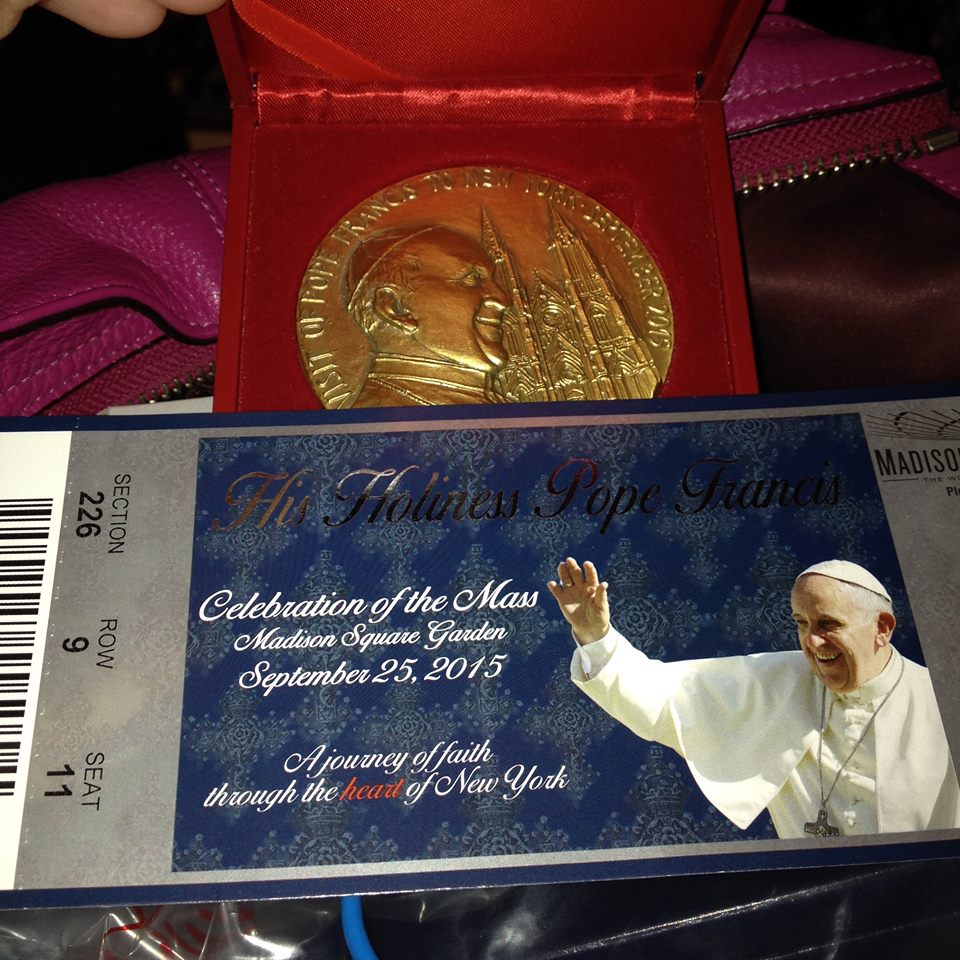 VISIT OF POPE FRANCIS TO NEW YORK SEPTEMBER 2015
SECTION 226
ROW 9
SEAT 11
His Holiness Pope Francis
Celebration of the Mass
Madison Square Garden
September 25, 2015
A journey of faith
through the heart of New York
MADISO
THE WO